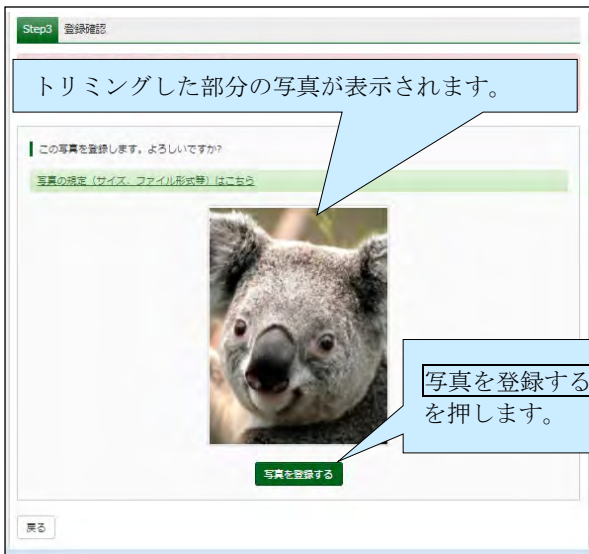 Step3 登録確認
トリミングした部分の写真が表示されます。
この写真を登録します。よろしいですか?
写真の規定（サイズ、ファイル形式等）はこちら
写真を登録する
を押します。
写真を登録する
戻る